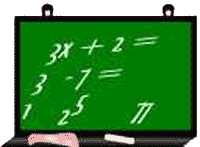 3x + 2 =
3 - 7 =
1 2⁵ π